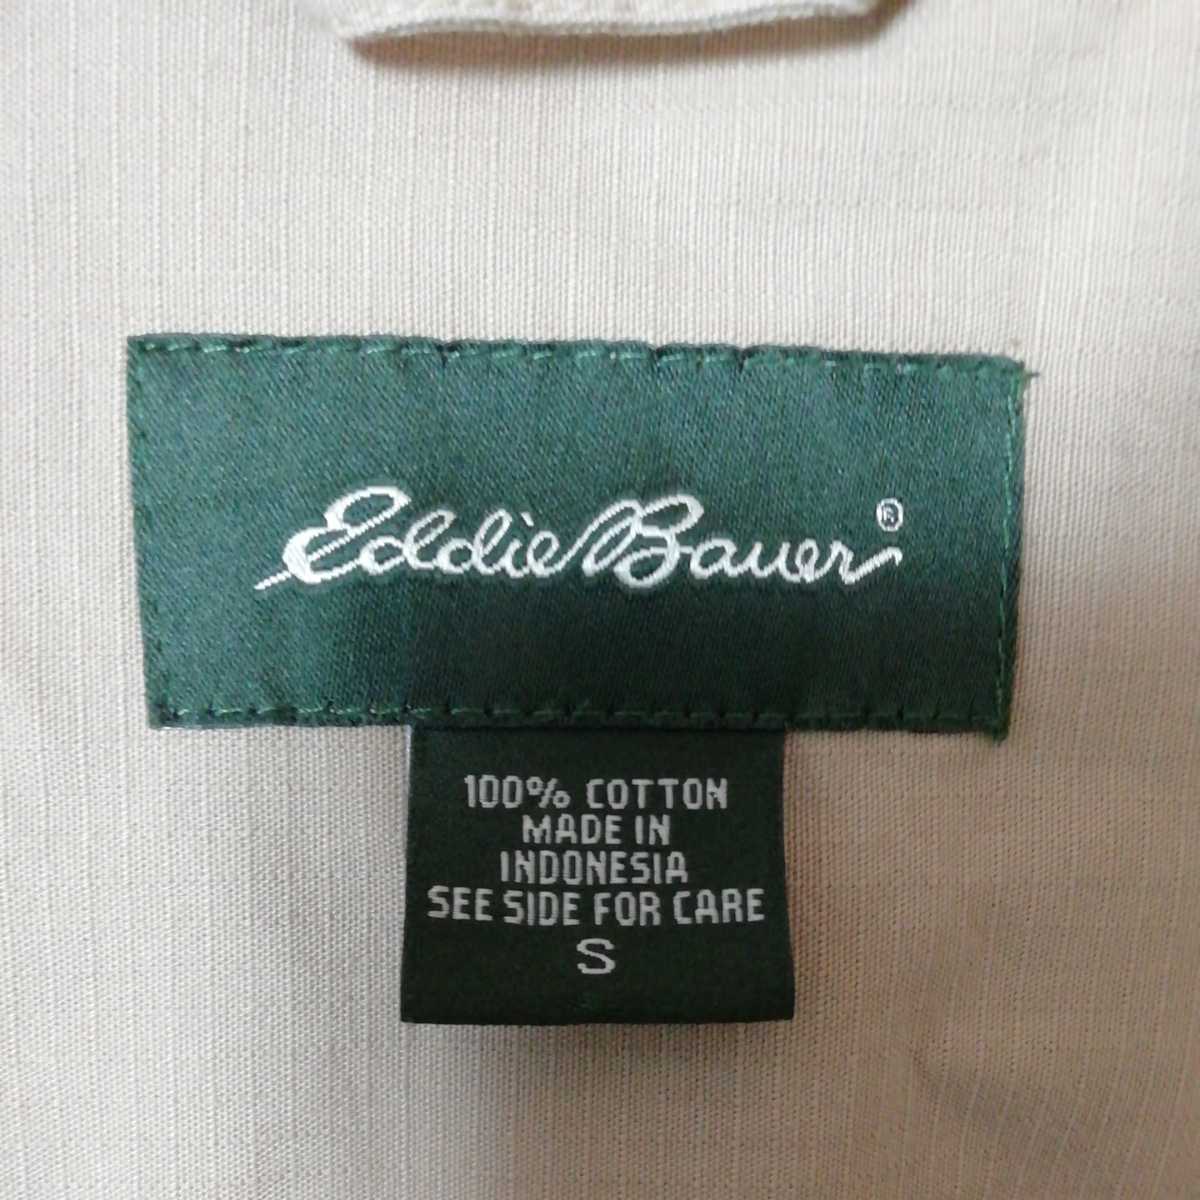 Eddie Bauer®
100% COTTON
MADE IN
INDONESIA
SEE SIDE FOR CARE
S